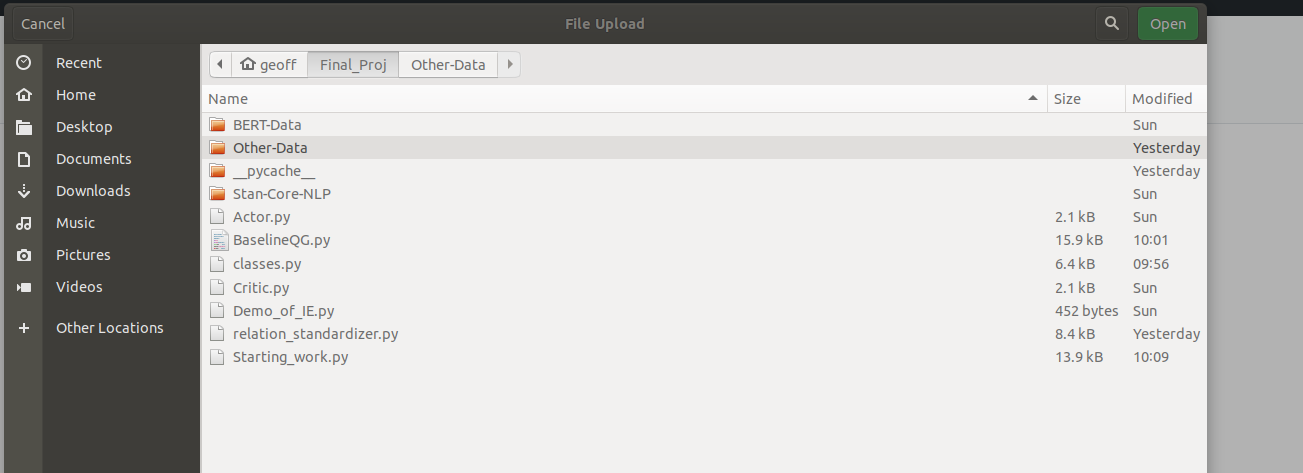 Cancel File Upload Open
Recent
Home
Desktop
Documents
Downloads
Music
Pictures
Videos
Other Locations
geoff Final_Proj Other-Data
Name Size Modified
BERT-Data Sun
Other-Data Yesterday
__pycache__ Yesterday
Stan-Core-NLP Sun
Actor.py 2.1 kB Sun
BaselineQG.py 15.9 kB 10:01
classes.py 6.4 kB 09:56
Critic.py 2.1 kB Sun
Demo_of_IE.py 452 bytes Sun
relation_standardizer.py 8.4 kB Yesterday
Starting_work.py 13.9 kB 10:09